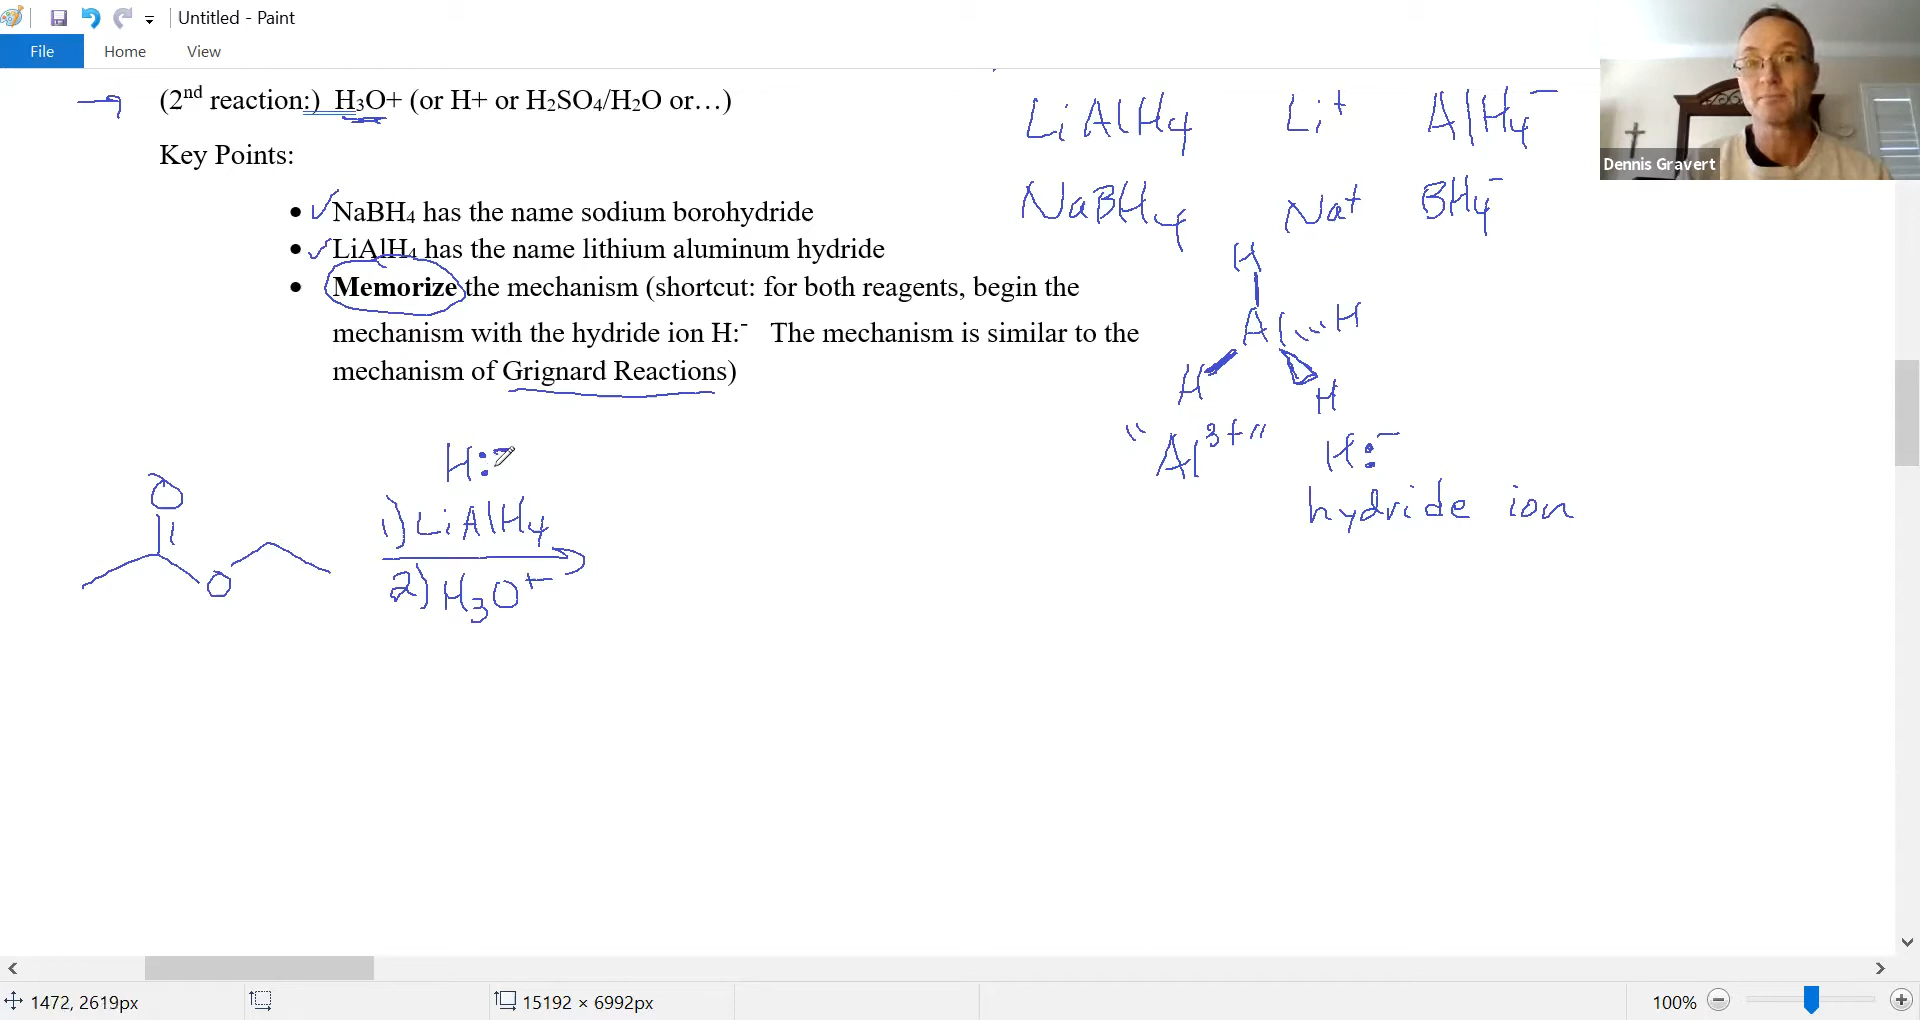 Untitled - Paint
File Home View
(2nd reaction:) H3O+ (or H+ or H2SO4/H2O or…)
Key Points:
• NaBH4 has the name sodium borohydride
• LiAlH4 has the name lithium aluminum hydride
• Memorize the mechanism (shortcut: for both reagents, begin the
mechanism with the hydride ion H:- The mechanism is similar to the
mechanism of Grignard Reactions)
LiAlH4 Li+ AlH4-
NaBH4 Na+ BH4-
H
Al H
H H
"Al3+" H:-
hydride ion
Dennis Gravert
H:-
O 1) LiAlH4
O 2) H3O+
1472, 2619px 15192 × 6992px 100%